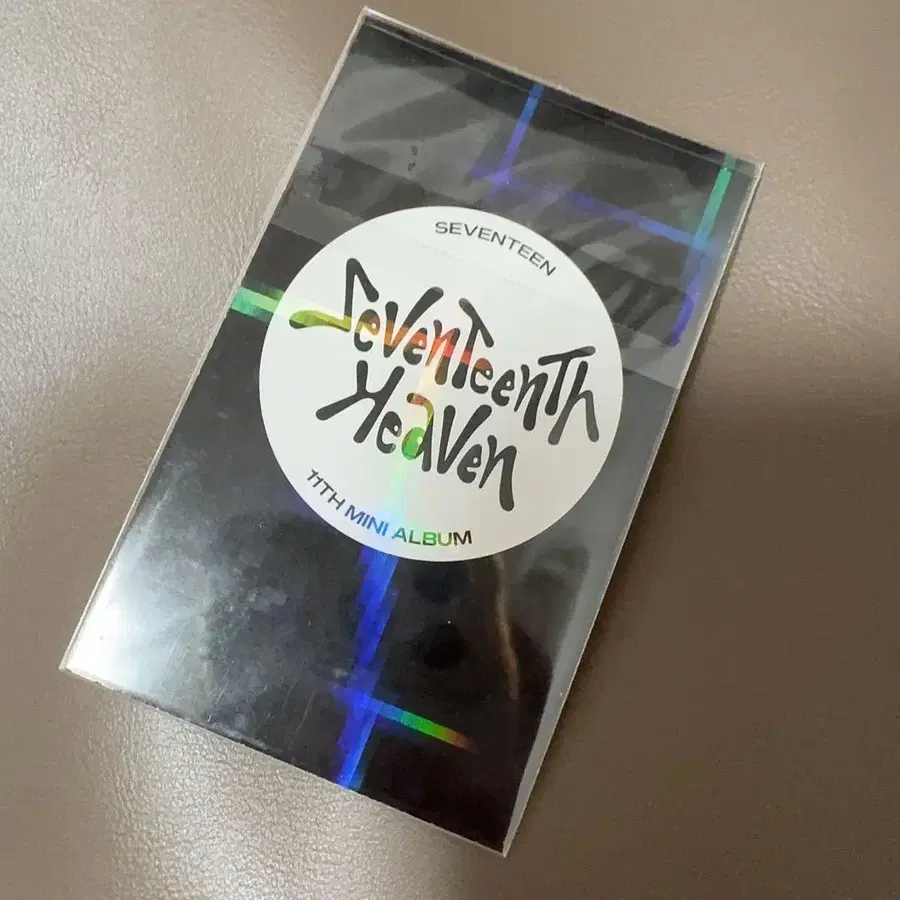 SEVENTEEN
SevenTeenTh
Heaven
11TH MINI ALBUM